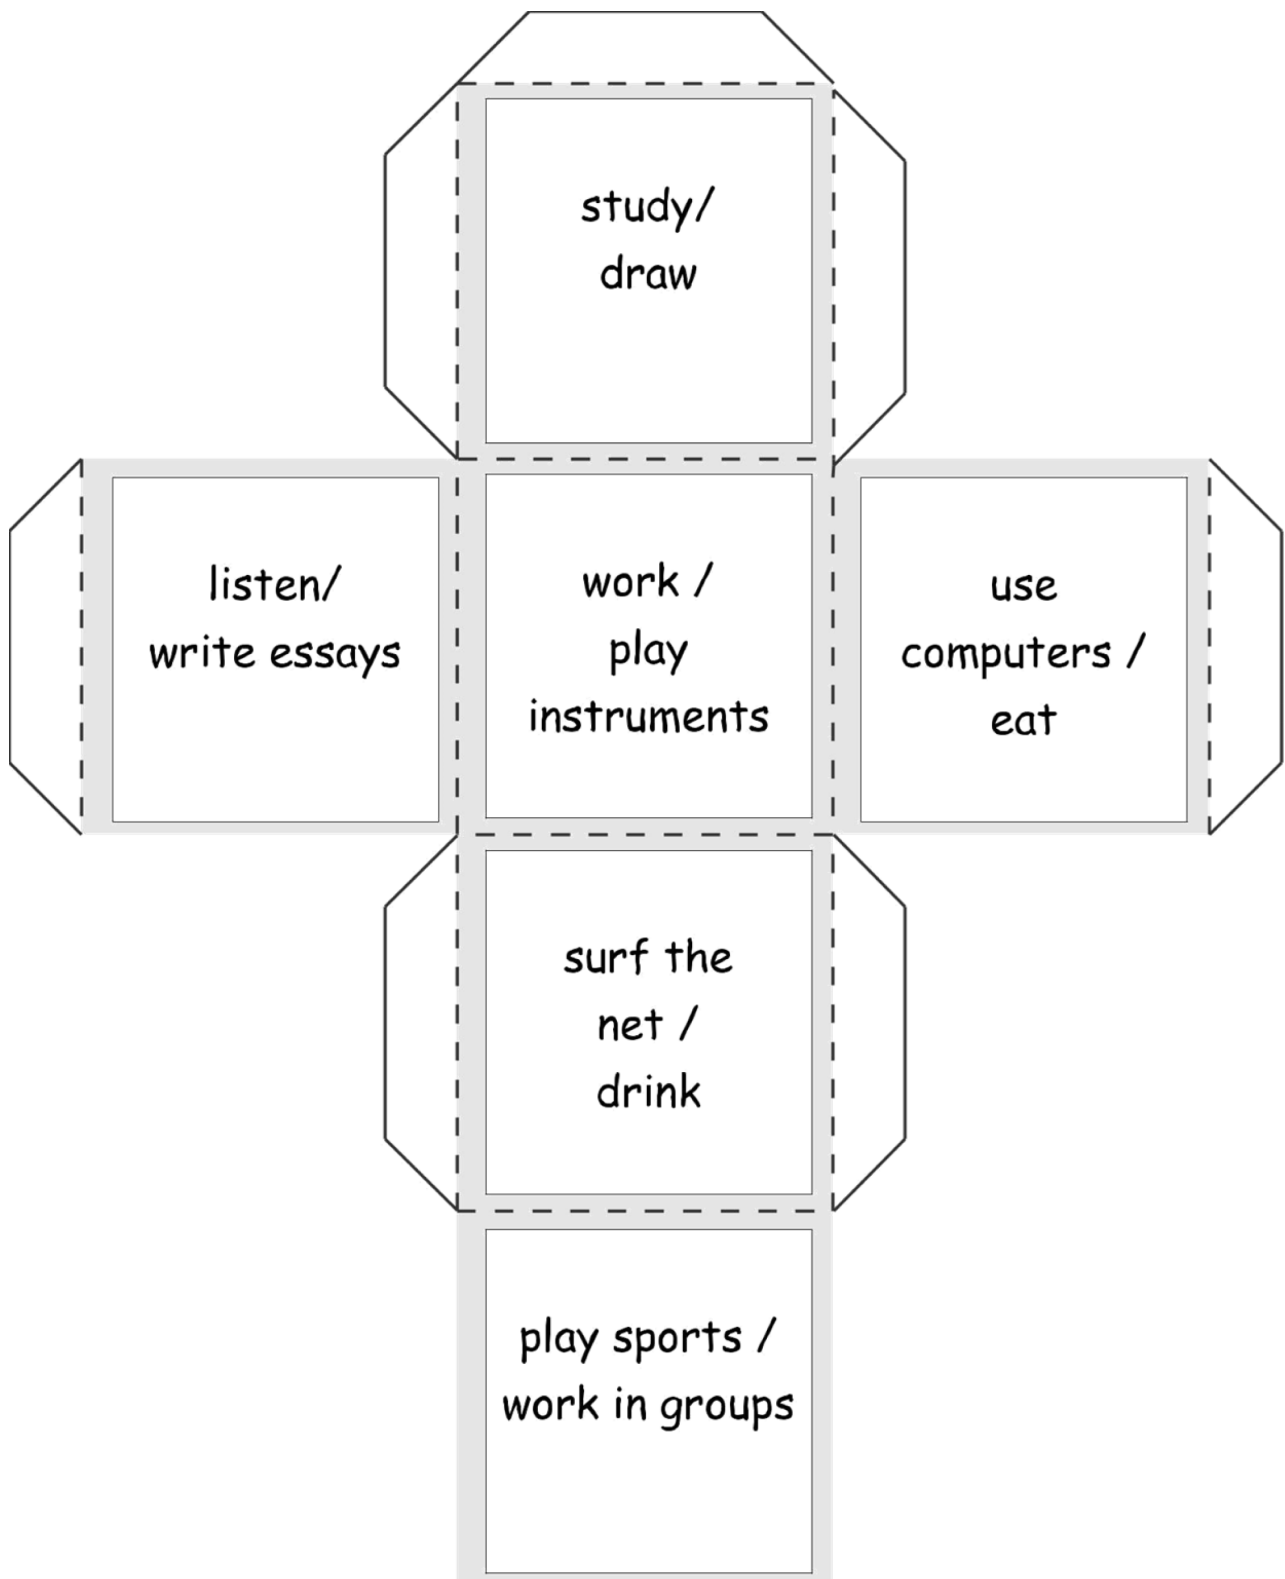 study/
draw
listen/
write essays
work /
play
instruments
use
computers /
eat
surf the
net /
drink
play sports /
work in groups